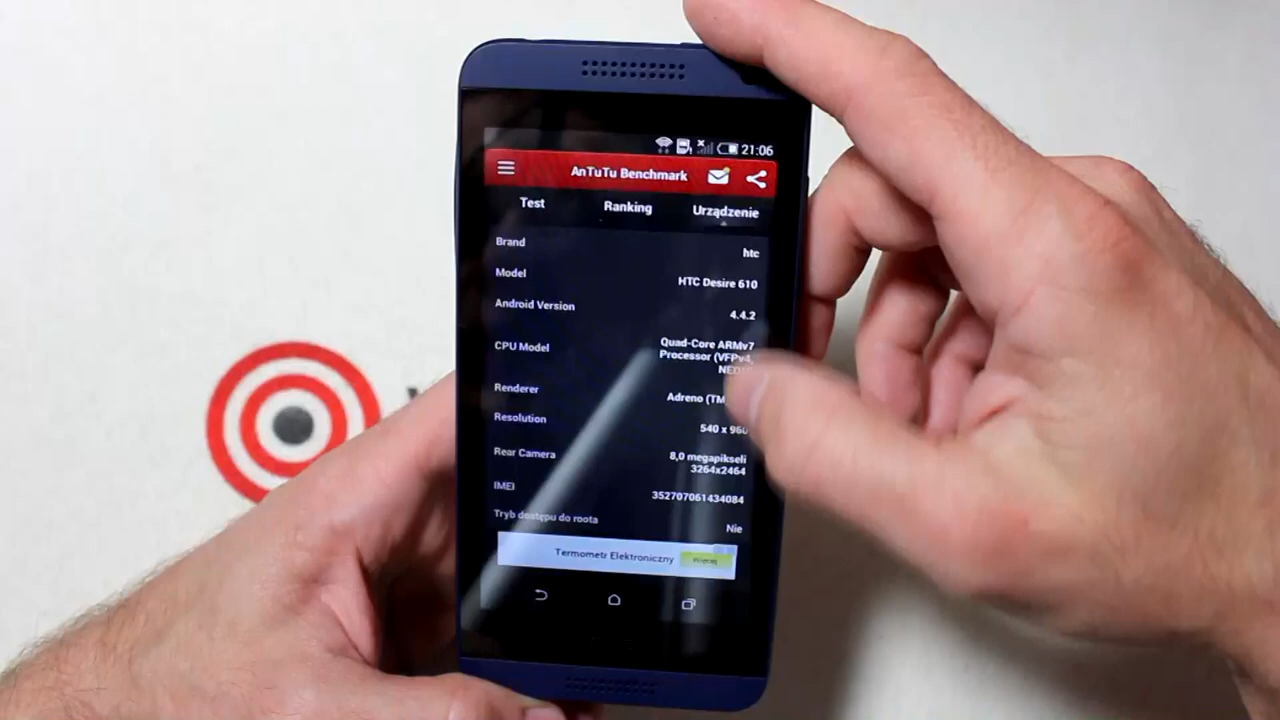 21:06
AnTuTu Benchmark
Test Ranking Urządzenie
Brand htc
Model HTC Desire 610
Android Version 4.4.2
CPU Model Quad-Core ARMv7
Processor (VFPv4,
Renderer Adreno (TM
Resolution 540 x 960
Rear Camera 8,0 megapikseli
3264x2464
IMEI 352707061434084
Tryb dostępu do roota Nie
Termometr Elektroniczny Więcej